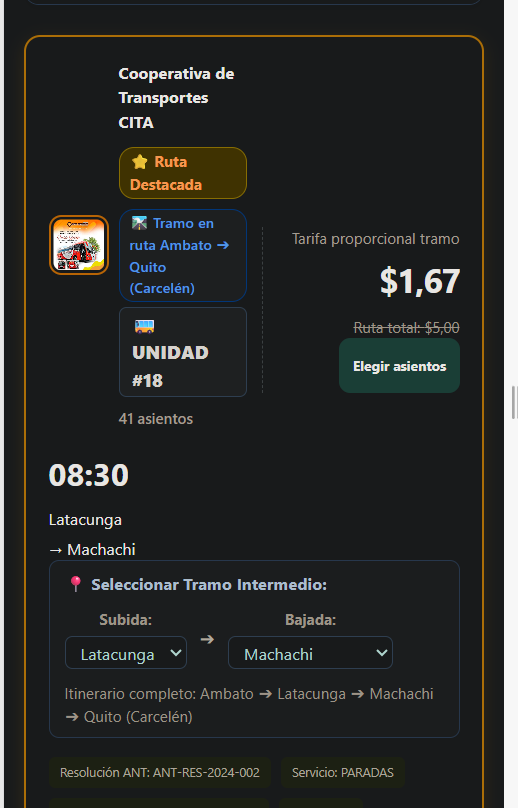 Cooperativa de
Transportes
CITA
⭐ Ruta
Destacada
🛣️ Tramo en
ruta Ambato ➔
Quito
(Carcelén)
🚌
UNIDAD
#18
41 asientos
Tarifa proporcional tramo
$1,67
Ruta total: $5,00
Elegir asientos
08:30
Latacunga
→ Machachi
📍 Seleccionar Tramo Intermedio:
Subida:
Latacunga
➔
Bajada:
Machachi
Itinerario completo: Ambato ➔ Latacunga ➔ Machachi
➔ Quito (Carcelén)
Resolución ANT: ANT-RES-2024-002
Servicio: PARADAS